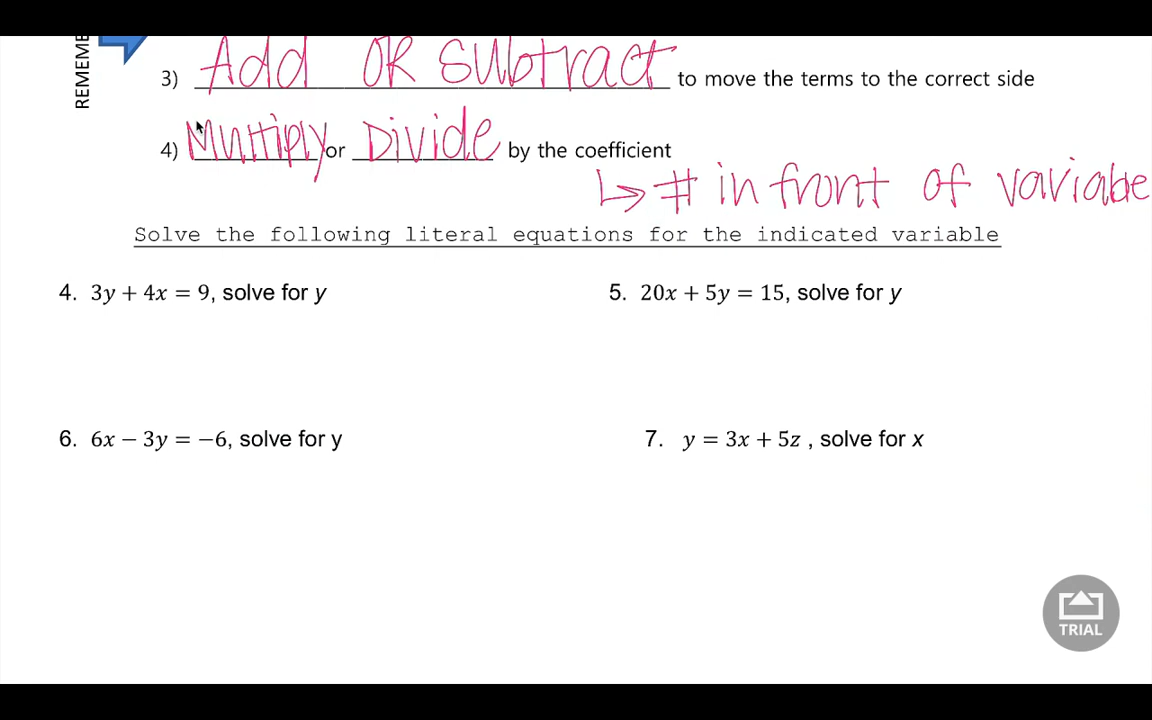 REMEME
3) Add OR subtract to move the terms to the correct side
4) Multiply or Divide by the coefficient
↳ # in front of variabe
Solve the following literal equations for the indicated variable
4. 3y + 4x = 9, solve for y
5. 20x + 5y = 15, solve for y
6. 6x − 3y = −6, solve for y
7. y = 3x + 5z , solve for x
TRIAL